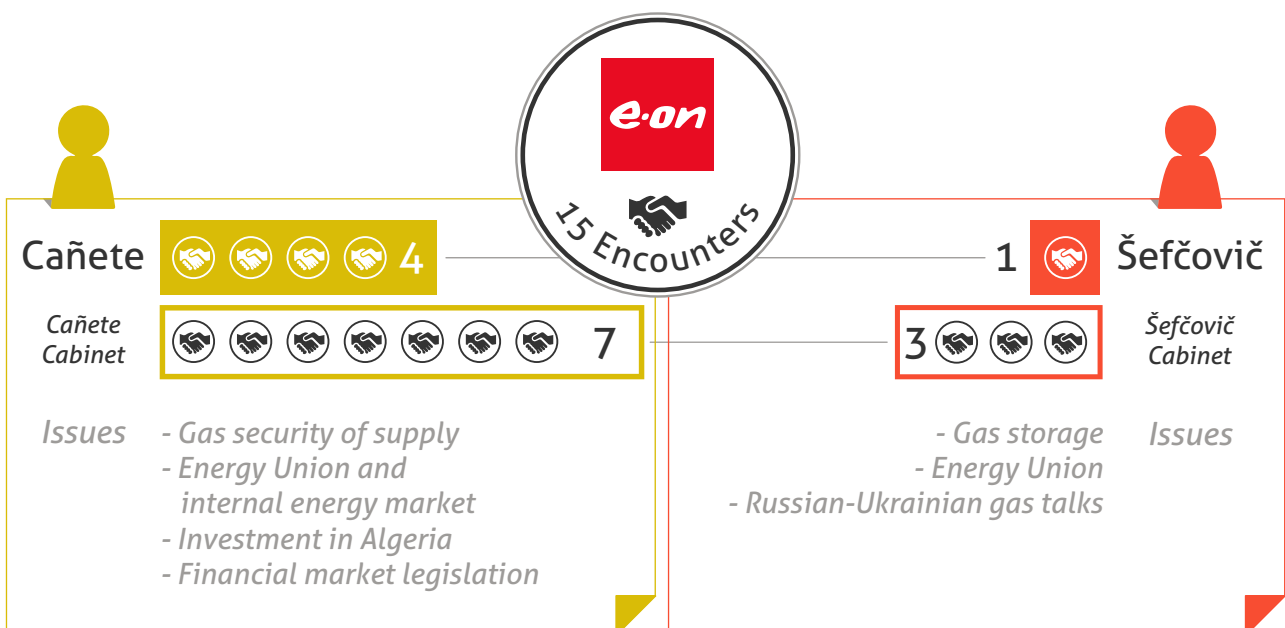 e·on
15 Encounters
Cañete 4
1 Šefčovič
Cañete
Cabinet
7
3
Šefčovič
Cabinet
Issues
- Gas security of supply
- Energy Union and
internal energy market
- Investment in Algeria
- Financial market legislation
- Gas storage
- Energy Union
- Russian-Ukrainian gas talks
Issues